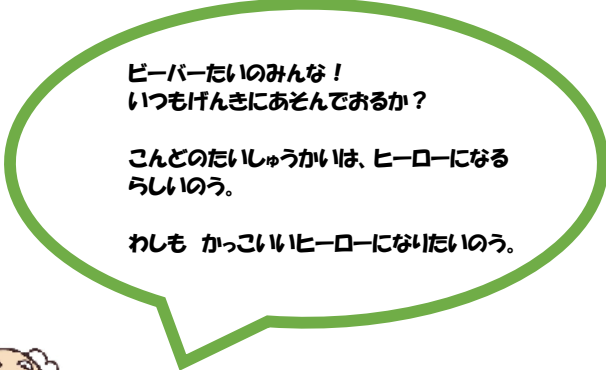 ビーバーたいのみんな！
いつもげんきにあそんでおるか？
こんどのたいしゅうかいは、ヒーローになる
らしいのう。
わしも　かっこいいヒーローになりたいのう。